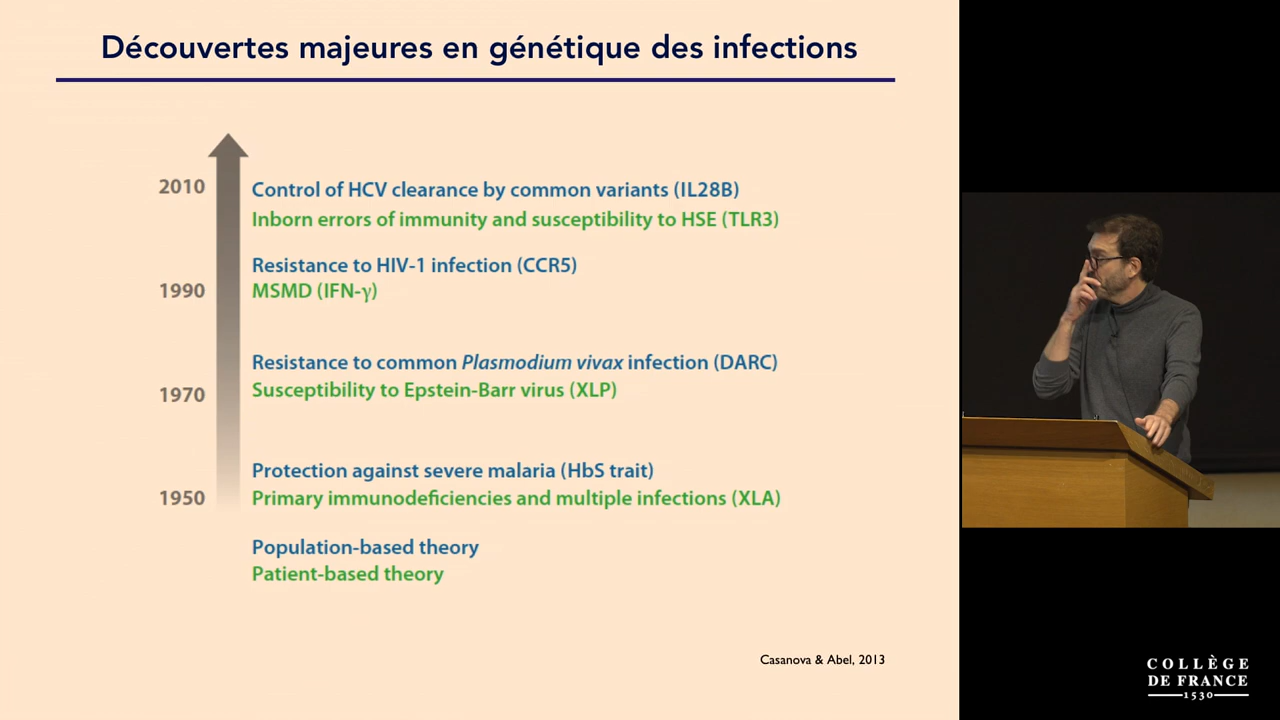 Découvertes majeures en génétique des infections
2010
Control of HCV clearance by common variants (IL28B)
Inborn errors of immunity and susceptibility to HSE (TLR3)
Resistance to HIV-1 infection (CCR5)
1990
MSMD (IFN-γ)
Resistance to common Plasmodium vivax infection (DARC)
1970
Susceptibility to Epstein-Barr virus (XLP)
Protection against severe malaria (HbS trait)
1950
Primary immunodeficiencies and multiple infections (XLA)
Population-based theory
Patient-based theory
Casanova & Abel, 2013
COLLÈGE
DE FRANCE
1530